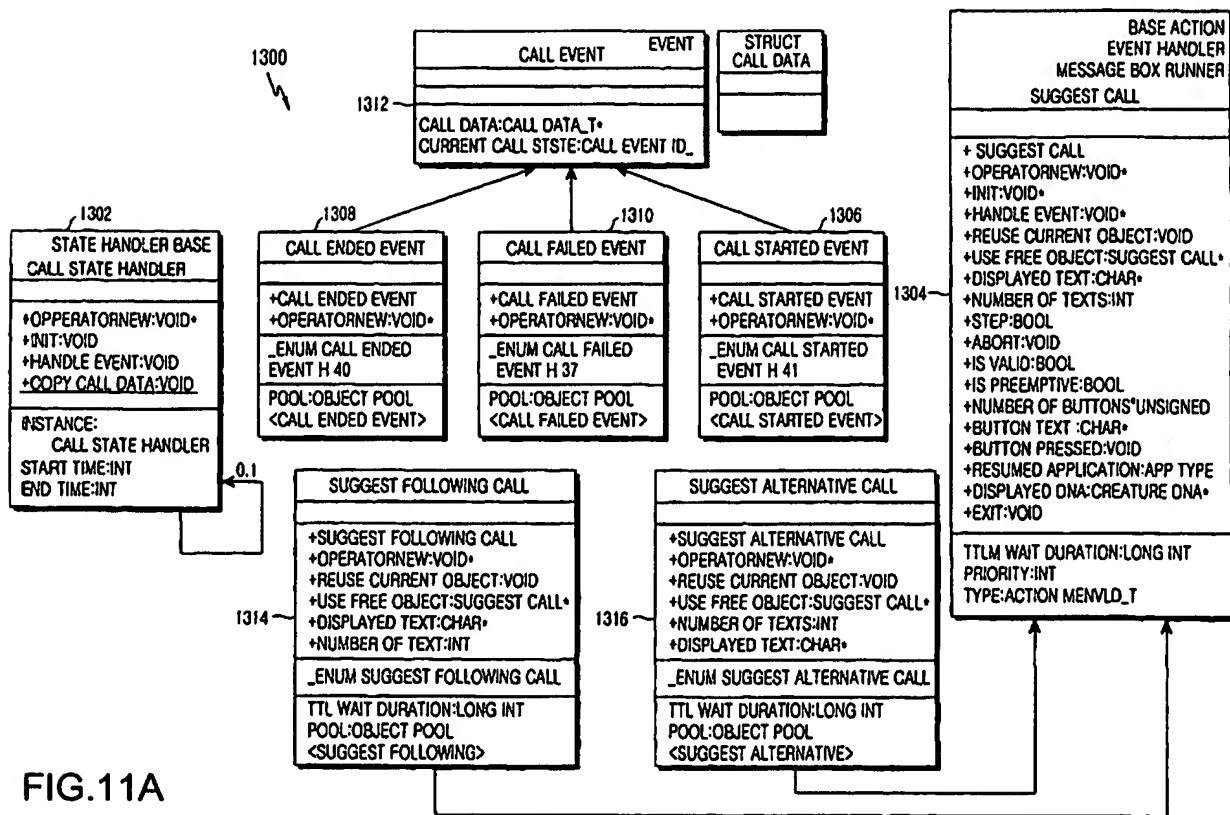 1300
EVENT
CALL EVENT
1312
CALL DATA:CALL DATA_T*
CURRENT CALL STSTE:CALL EVENT ID_
STRUCT
CALL DATA
BASE ACTION
EVENT HANDLER
MESSAGE BOX RUNNER
SUGGEST CALL
1304
+ SUGGEST CALL
+OPERATORNEW:VOID*
+INIT:VOID*
+HANDLE EVENT:VOID*
+REUSE CURRENT OBJECT:VOID
+USE FREE OBJECT:SUGGEST CALL*
+DISPLAYED TEXT:CHAR*
+NUMBER OF TEXTS:INT
+STEP:BOOL
+ABORT:VOID
+IS VALID:BOOL
+IS PREEMPTIVE:BOOL
+NUMBER OF BUTTONS*UNSIGNED
+BUTTON TEXT :CHAR*
+BUTTON PRESSED:VOID
+RESUMED APPLICATION:APP TYPE
+DISPLAYED DNA:CREATURE DNA*
+EXIT:VOID
TTLM WAIT DURATION:LONG INT
PRIORITY:INT
TYPE:ACTION MENVLD_T
1302
STATE HANDLER BASE
CALL STATE HANDLER
+OPPERATORNEW:VOID*
+INIT:VOID
+HANDLE EVENT:VOID
+COPY CALL DATA:VOID
INSTANCE:
CALL STATE HANDLER
START TIME:INT
END TIME:INT
0.1
1308
CALL ENDED EVENT
+CALL ENDED EVENT
+OPERATORNEW:VOID*
_ENUM CALL ENDED
EVENT H 40
POOL:OBJECT POOL
<CALL ENDED EVENT>
1310
CALL FAILED EVENT
+CALL FAILED EVENT
+OPERATORNEW:VOID*
_ENUM CALL FAILED
EVENT H 37
POOL:OBJECT POOL
<CALL FAILED EVENT>
1306
CALL STARTED EVENT
+CALL STARTED EVENT
+OPERATORNEW:VOID*
_ENUM CALL STARTED
EVENT H 41
POOL:OBJECT POOL
<CALL STARTED EVENT>
1314
SUGGEST FOLLOWING CALL
+SUGGEST FOLLOWING CALL
+OPERATORNEW:VOID*
+REUSE CURRENT OBJECT:VOID
+USE FREE OBJECT:SUGGEST CALL*
+DISPLAYED TEXT:CHAR*
+NUMBER OF TEXT:INT
_ENUM SUGGEST FOLLOWING CALL
TTL WAIT DURATION:LONG INT
POOL:OBJECT POOL
<SUGGEST FOLLOWING>
1316
SUGGEST ALTERNATIVE CALL
+SUGGEST ALTERNATIVE CALL
+OPERATORNEW:VOID*
+REUSE CURRENT OBJECT:VOID
+USE FREE OBJECT:SUGGEST CALL*
+NUMBER OF TEXTS:INT
+DISPLAYED TEXT:CHAR*
_ENUM SUGGEST ALTERNATIVE CALL
TTL WAIT DURATION:LONG INT
POOL:OBJECT POOL
<SUGGEST ALTERNATIVE>
FIG.11A